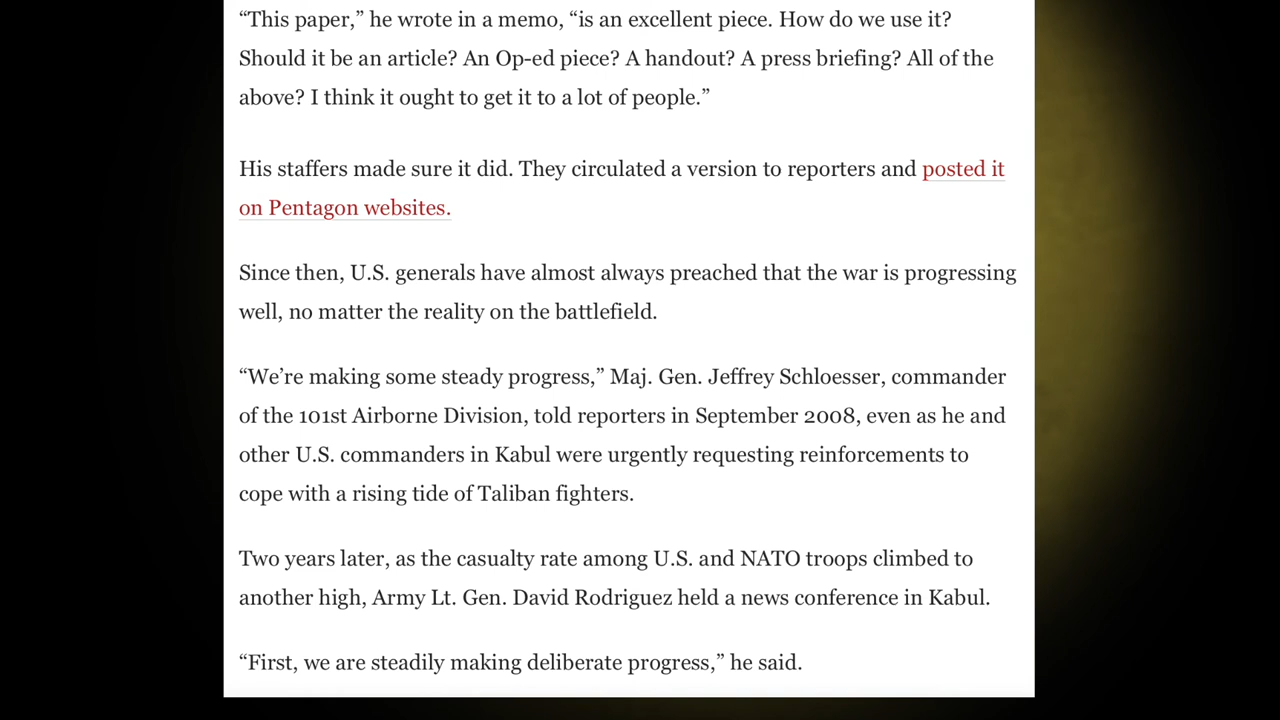 “This paper,” he wrote in a memo, “is an excellent piece. How do we use it?
Should it be an article? An Op-ed piece? A handout? A press briefing? All of the
above? I think it ought to get it to a lot of people.”
His staffers made sure it did. They circulated a version to reporters and posted it
on Pentagon websites.
Since then, U.S. generals have almost always preached that the war is progressing
well, no matter the reality on the battlefield.
“We’re making some steady progress,” Maj. Gen. Jeffrey Schloesser, commander
of the 101st Airborne Division, told reporters in September 2008, even as he and
other U.S. commanders in Kabul were urgently requesting reinforcements to
cope with a rising tide of Taliban fighters.
Two years later, as the casualty rate among U.S. and NATO troops climbed to
another high, Army Lt. Gen. David Rodriguez held a news conference in Kabul.
“First, we are steadily making deliberate progress,” he said.